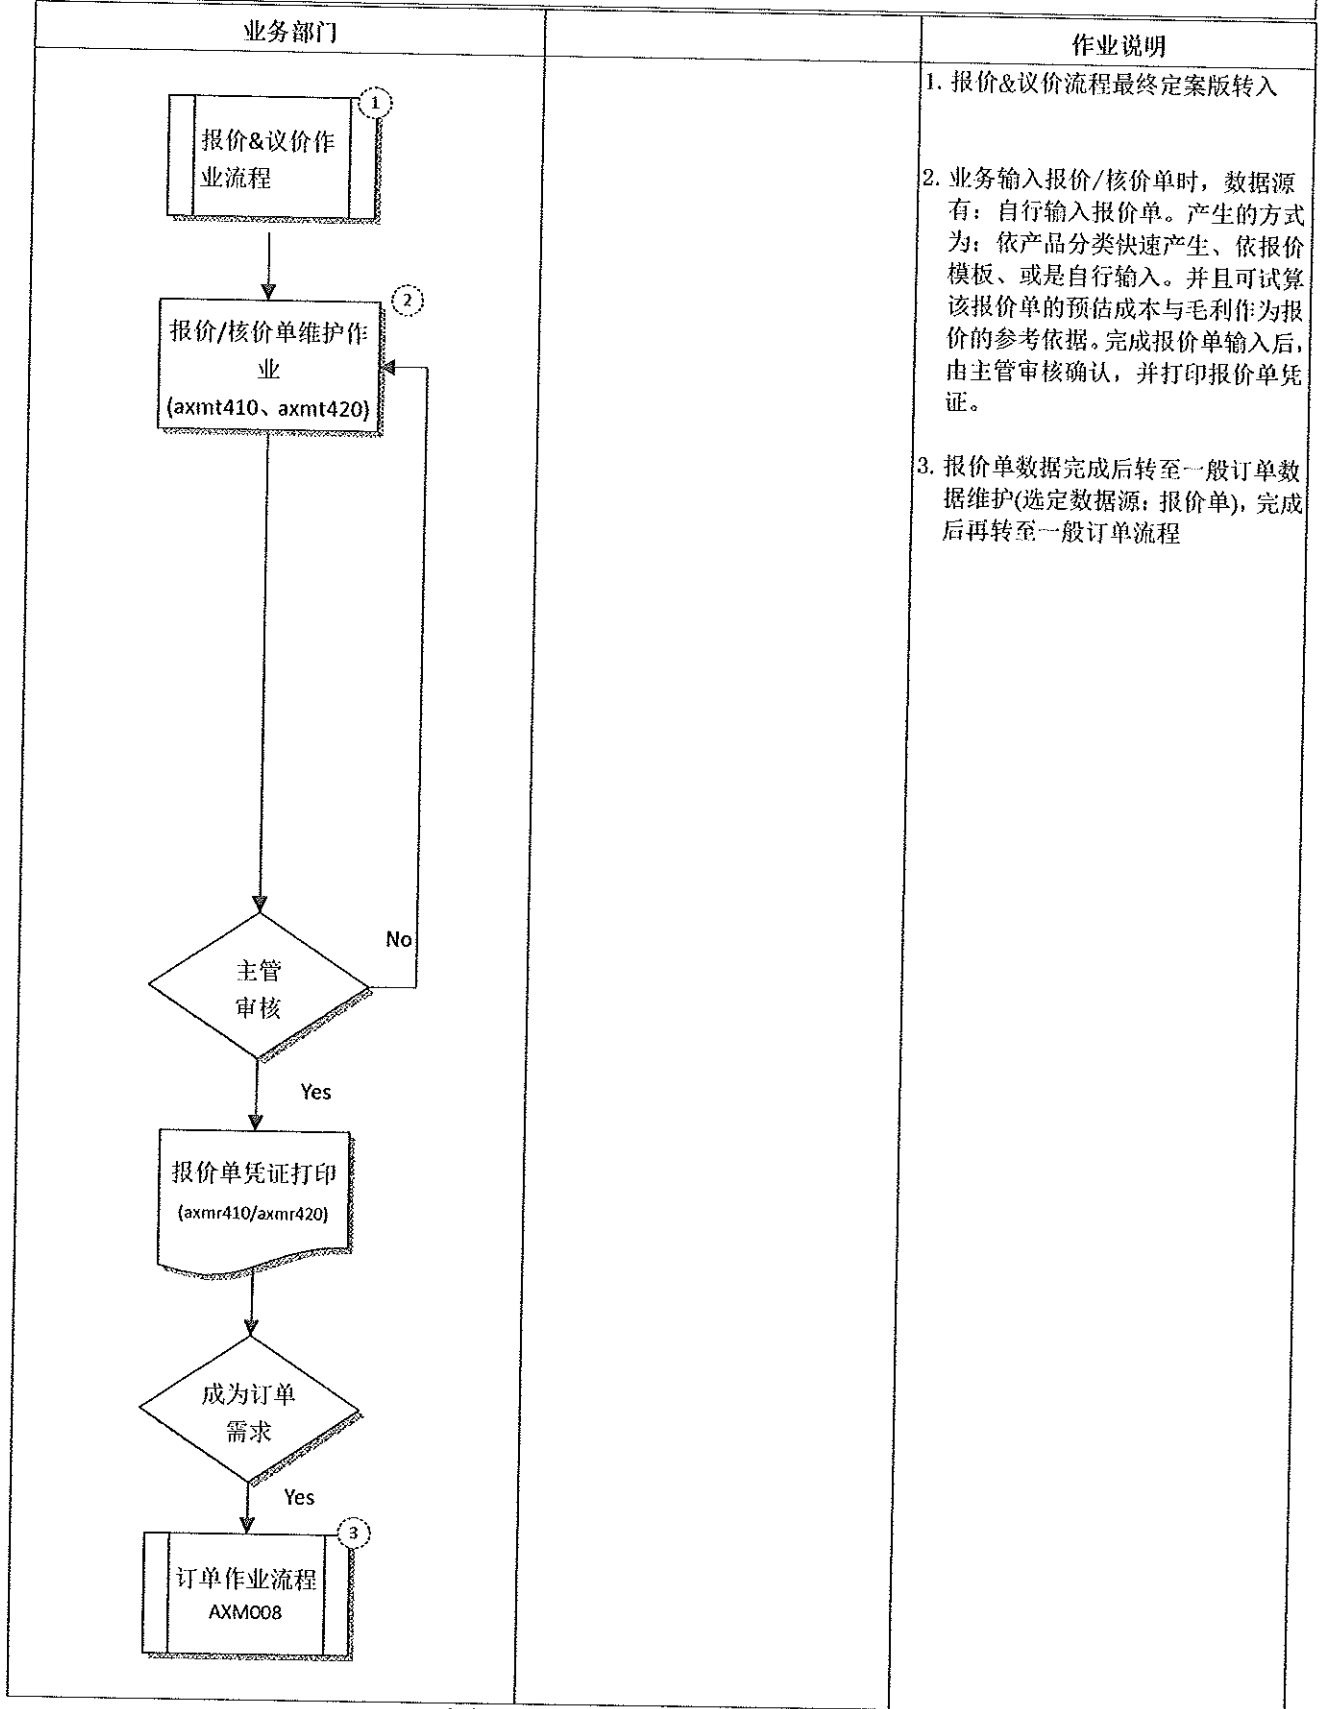 业务部门
作业说明
1
报价&议价作
业流程
2
报价/核价单维护作
业
(axmt410、axmt420)
No
主管
审核
Yes
报价单凭证打印
(axmr410/axmr420)
成为订单
需求
Yes
3
订单作业流程
AXM008
1. 报价&议价流程最终定案版转入
2. 业务输入报价/核价单时，数据源
有：自行输入报价单。产生的方式
为：依产品分类快速产生、依报价
模板、或是自行输入。并且可试算
该报价单的预估成本与毛利作为报
价的参考依据。完成报价单输入后，
由主管审核确认，并打印报价单凭
证。
3. 报价单数据完成后转至一般订单数
据维护(选定数据源：报价单)，完成
后再转至一般订单流程